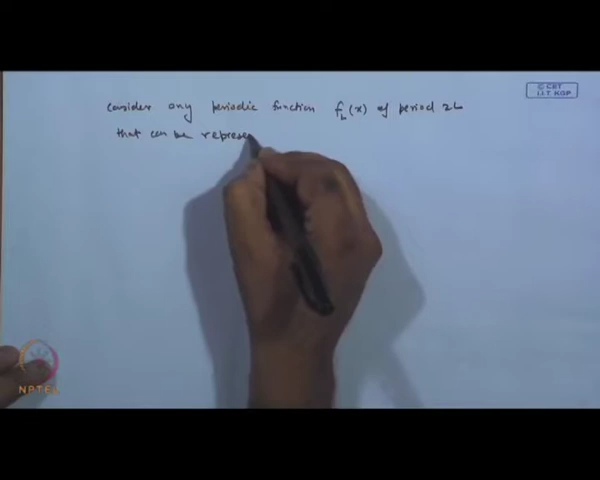 © CET
I.I.T. KGP
Consider any periodic function f_L(x) of period 2L
that can be represe
NPTEL